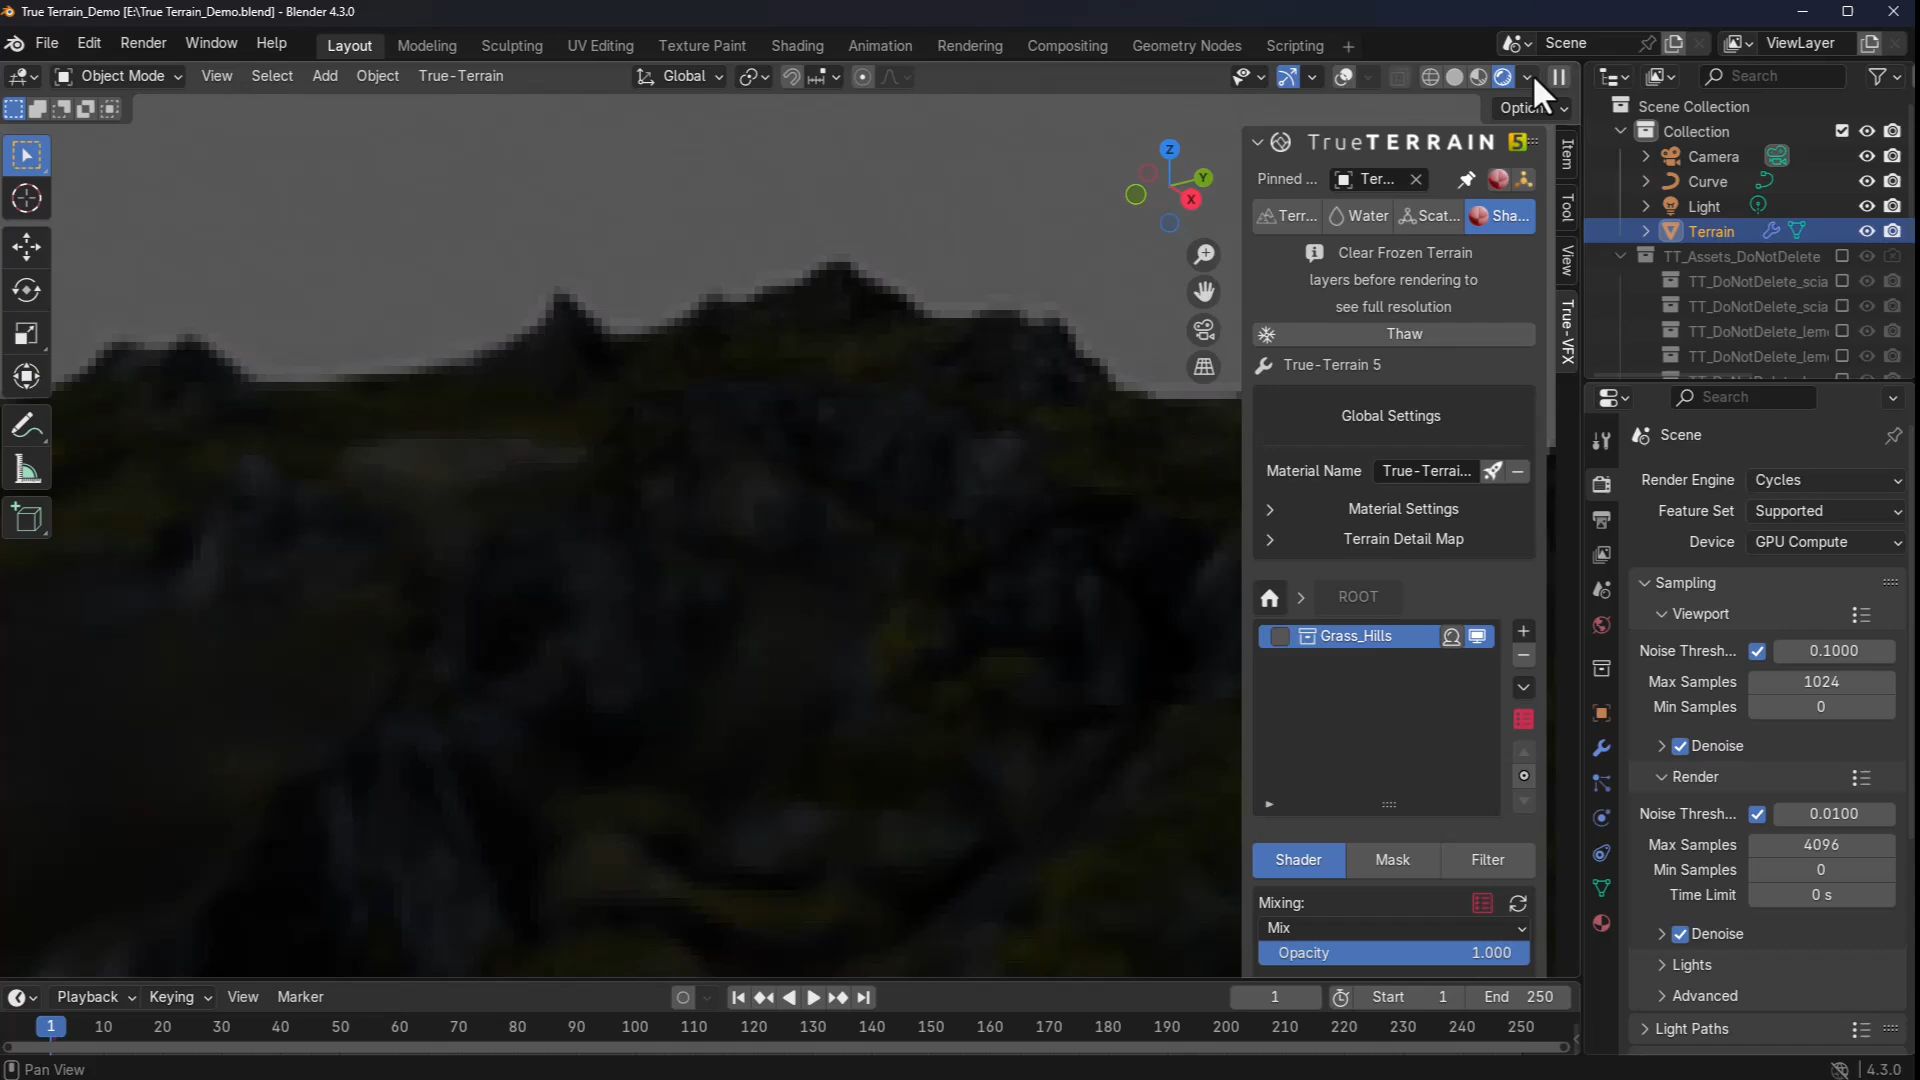 True Terrain_Demo [E:\True Terrain_Demo.blend] - Blender 4.3.0
File Edit Render Window Help
Layout Modeling Sculpting UV Editing Texture Paint Shading Animation Rendering Compositing Geometry Nodes Scripting +
Scene
ViewLayer
Object Mode View Select Add Object True-Terrain
Global
Search
Scene Collection
Collection
Camera
Curve
Light
Terrain
TT_Assets_DoNotDelete
TT_DoNotDelete_scia
TT_DoNotDelete_scia
TT_DoNotDelete_lem
TT_DoNotDelete_lem
Z
Y
X
TrueTERRAIN 5
Pinned ... Ter...
Terr... Water Scat... Sha...
Clear Frozen Terrain
layers before rendering to
see full resolution
Thaw
True-Terrain 5
Global Settings
Material Name True-Terrai...
Material Settings
Terrain Detail Map
ROOT
Grass_Hills
Shader Mask Filter
Mixing:
Mix
Opacity 1.000
Item
Tool
View
True-VFX
Search
Scene
Render Engine Cycles
Feature Set Supported
Device GPU Compute
Sampling
Viewport
Noise Thresh... 0.1000
Max Samples 1024
Min Samples 0
Denoise
Render
Noise Thresh... 0.0100
Max Samples 4096
Min Samples 0
Time Limit 0 s
Denoise
Lights
Advanced
Light Paths
Playback Keying View Marker
1 Start 1 End 250
1 10 20 30 40 50 60 70 80 90 100 110 120 130 140 150 160 170 180 190 200 210 220 230 240 250
Pan View
4.3.0